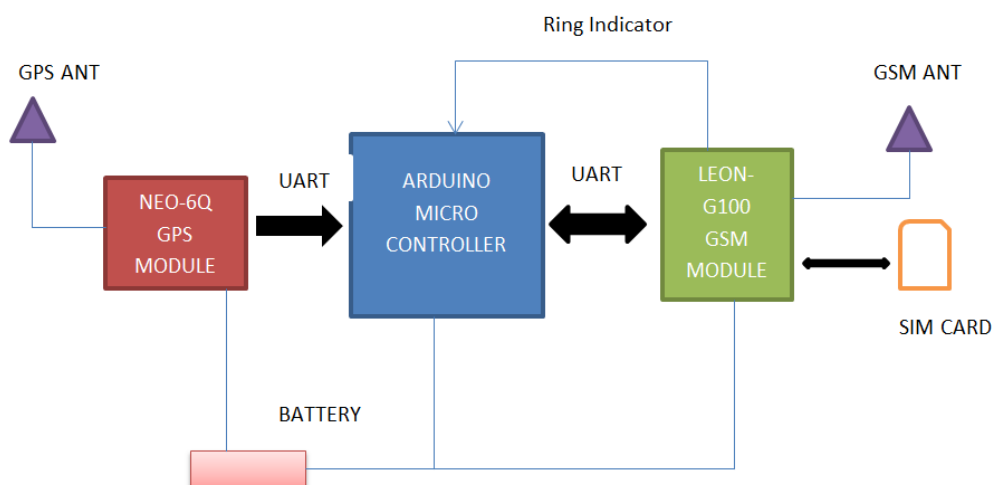 Ring Indicator
GPS ANT
GSM ANT
UART
UART
NEO-6Q
GPS
MODULE
ARDUINO
MICRO
CONTROLLER
LEON-
G100
GSM
MODULE
SIM CARD
BATTERY